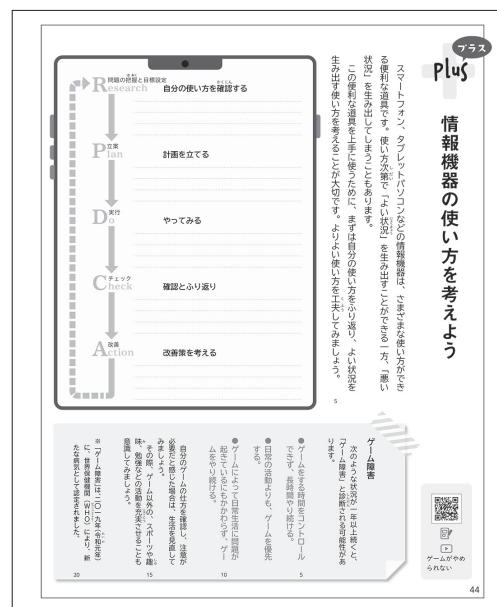 プラス
Plus
情報機器の使い方を考えよう
スマートフォン、タブレットパソコンなどの情報機器は、さまざまな使い方ができ
る便利な道具です。使い方次第で「よい状況」を生み出すことができる一方、「悪い
状況」を生み出してしまうこともあります。
この便利な道具を上手に使うために、まずは自分の使い方をふり返り、よい状況を
生み出す使い方を考えることが大切です。よりよい使い方を工夫してみましょう。
5
問題の把握と目標設定
Research
自分の使い方を確認する
立案
Plan
計画を立てる
実行
Do
やってみる
チェック
Check
確認とふり返り
改善
Action
改善策を考える
ゲームがやめ
られない
ゲーム障害
次のような状況が一年以上続くと、
「ゲーム障害」と診断される可能性があ
ります。
●ゲームをする時間をコントロール
できず、長時間やり続ける。
●日常の活動よりも、ゲームを優先
する。
●ゲームによって日常生活に問題が
起きているにもかかわらず、ゲー
ムをやり続ける。
自分のゲームの仕方を確認し、注意が
必要だと感じた場合は、生活を見直して
みましょう。
その際、ゲーム以外の、スポーツや趣
味、勉強などの活動を充実させることも
意識してみましょう。
※「ゲーム障害」は二〇一九年(令和元年)
に、世界保健機関(WHO)により、新
たな病気として認定されました。
5
10
15
20
44